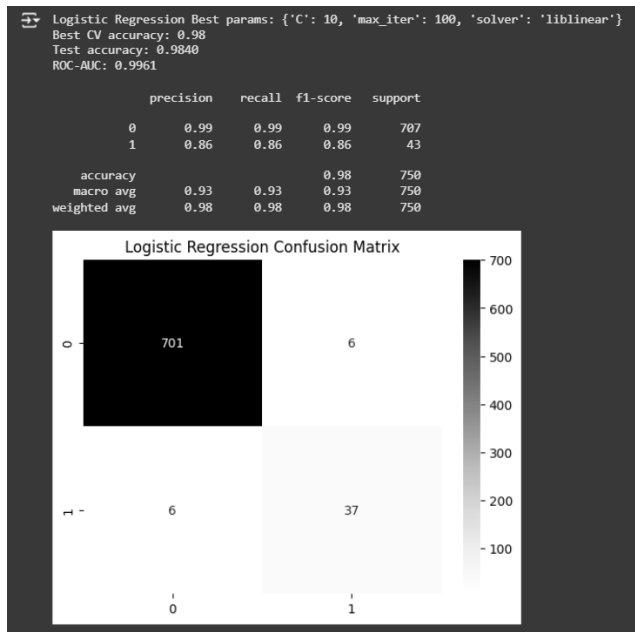 Logistic Regression Best params: {'C': 10, 'max_iter': 100, 'solver': 'liblinear'}
Best CV accuracy: 0.98
Test accuracy: 0.9840
ROC-AUC: 0.9961
precision recall f1-score support
0 0.99 0.99 0.99 707
1 0.86 0.86 0.86 43
accuracy 0.98 750
macro avg 0.93 0.93 0.93 750
weighted avg 0.98 0.98 0.98 750
Logistic Regression Confusion Matrix
0 701 6
1 6 37
0 1
700
600
500
400
300
200
100